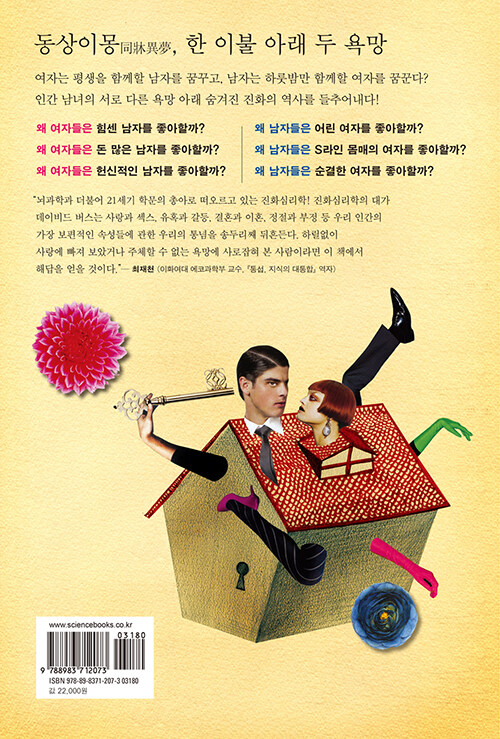 동상이몽同牀異夢, 한 이불 아래 두 욕망
여자는 평생을 함께할 남자를 꿈꾸고, 남자는 하룻밤만 함께할 여자를 꿈꾼다?
인간 남녀의 서로 다른 욕망 아래 숨겨진 진화의 역사를 들추어내다!
왜 여자들은 힘센 남자를 좋아할까?
왜 여자들은 돈 많은 남자를 좋아할까?
왜 여자들은 헌신적인 남자를 좋아할까?
왜 남자들은 어린 여자를 좋아할까?
왜 남자들은 S라인 몸매의 여자를 좋아할까?
왜 남자들은 순결한 여자를 좋아할까?
"뇌과학과 더불어 21세기 학문의 총아로 떠오르고 있는 진화심리학! 진화심리학의 대가
데이비드 버스는 사랑과 섹스, 유혹과 갈등, 결혼과 이혼, 정절과 부정 등 우리 인간의
가장 보편적인 속성들에 관한 우리의 통념을 송두리째 뒤흔든다. 하릴없이
사랑에 빠져 보았거나 주체할 수 없는 욕망에 사로잡혀 본 사람이라면 이 책에서
해답을 얻을 것이다."— 최재천 (이화여대 에코과학부 교수, 『통섭, 지식의 대통합』 역자)
www.sciencebooks.co.kr
03180
9 788983 712073
ISBN 978-89-8371-207-3 03180
값 22,000원